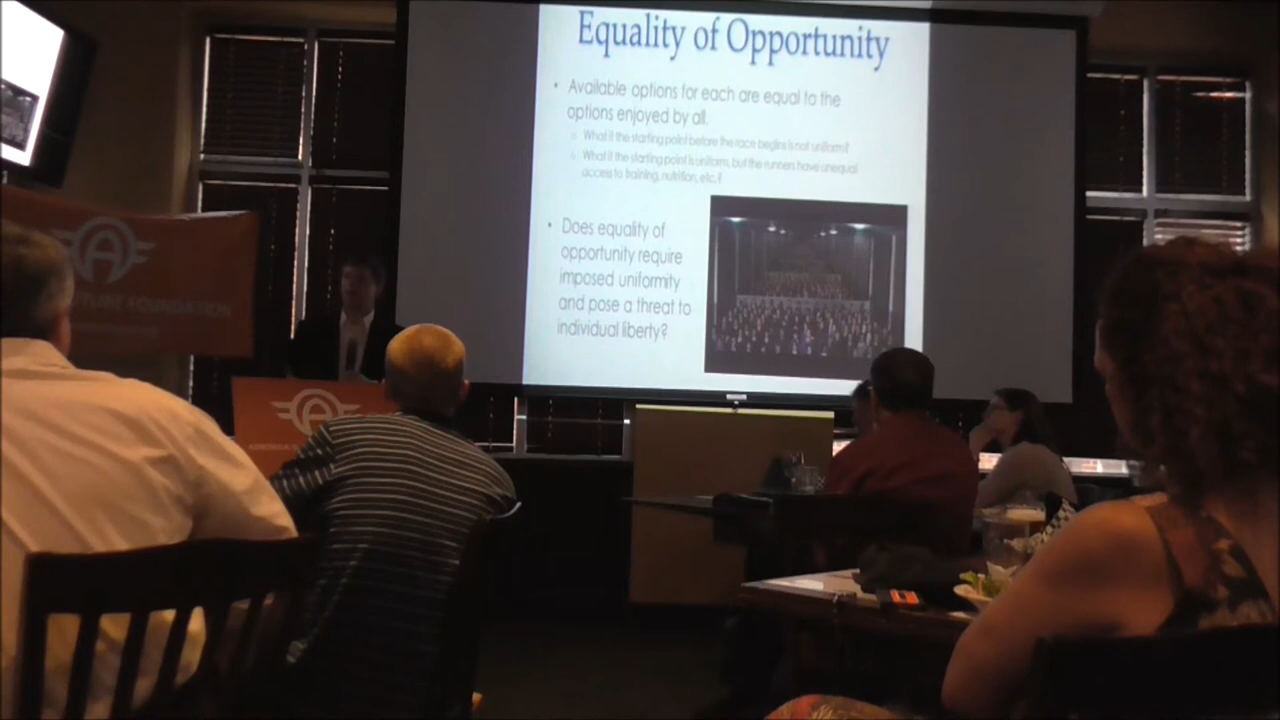 Equality of Opportunity
• Available options for each are equal to the
options enjoyed by all.
○ What if the starting point before the race begins is not uniform?
○ What if the starting point is uniform, but the runners have unequal
access to training, nutrition, etc.?
• Does equality of
opportunity require
imposed uniformity
and pose a threat to
individual liberty?
A
FOUNDATION
A